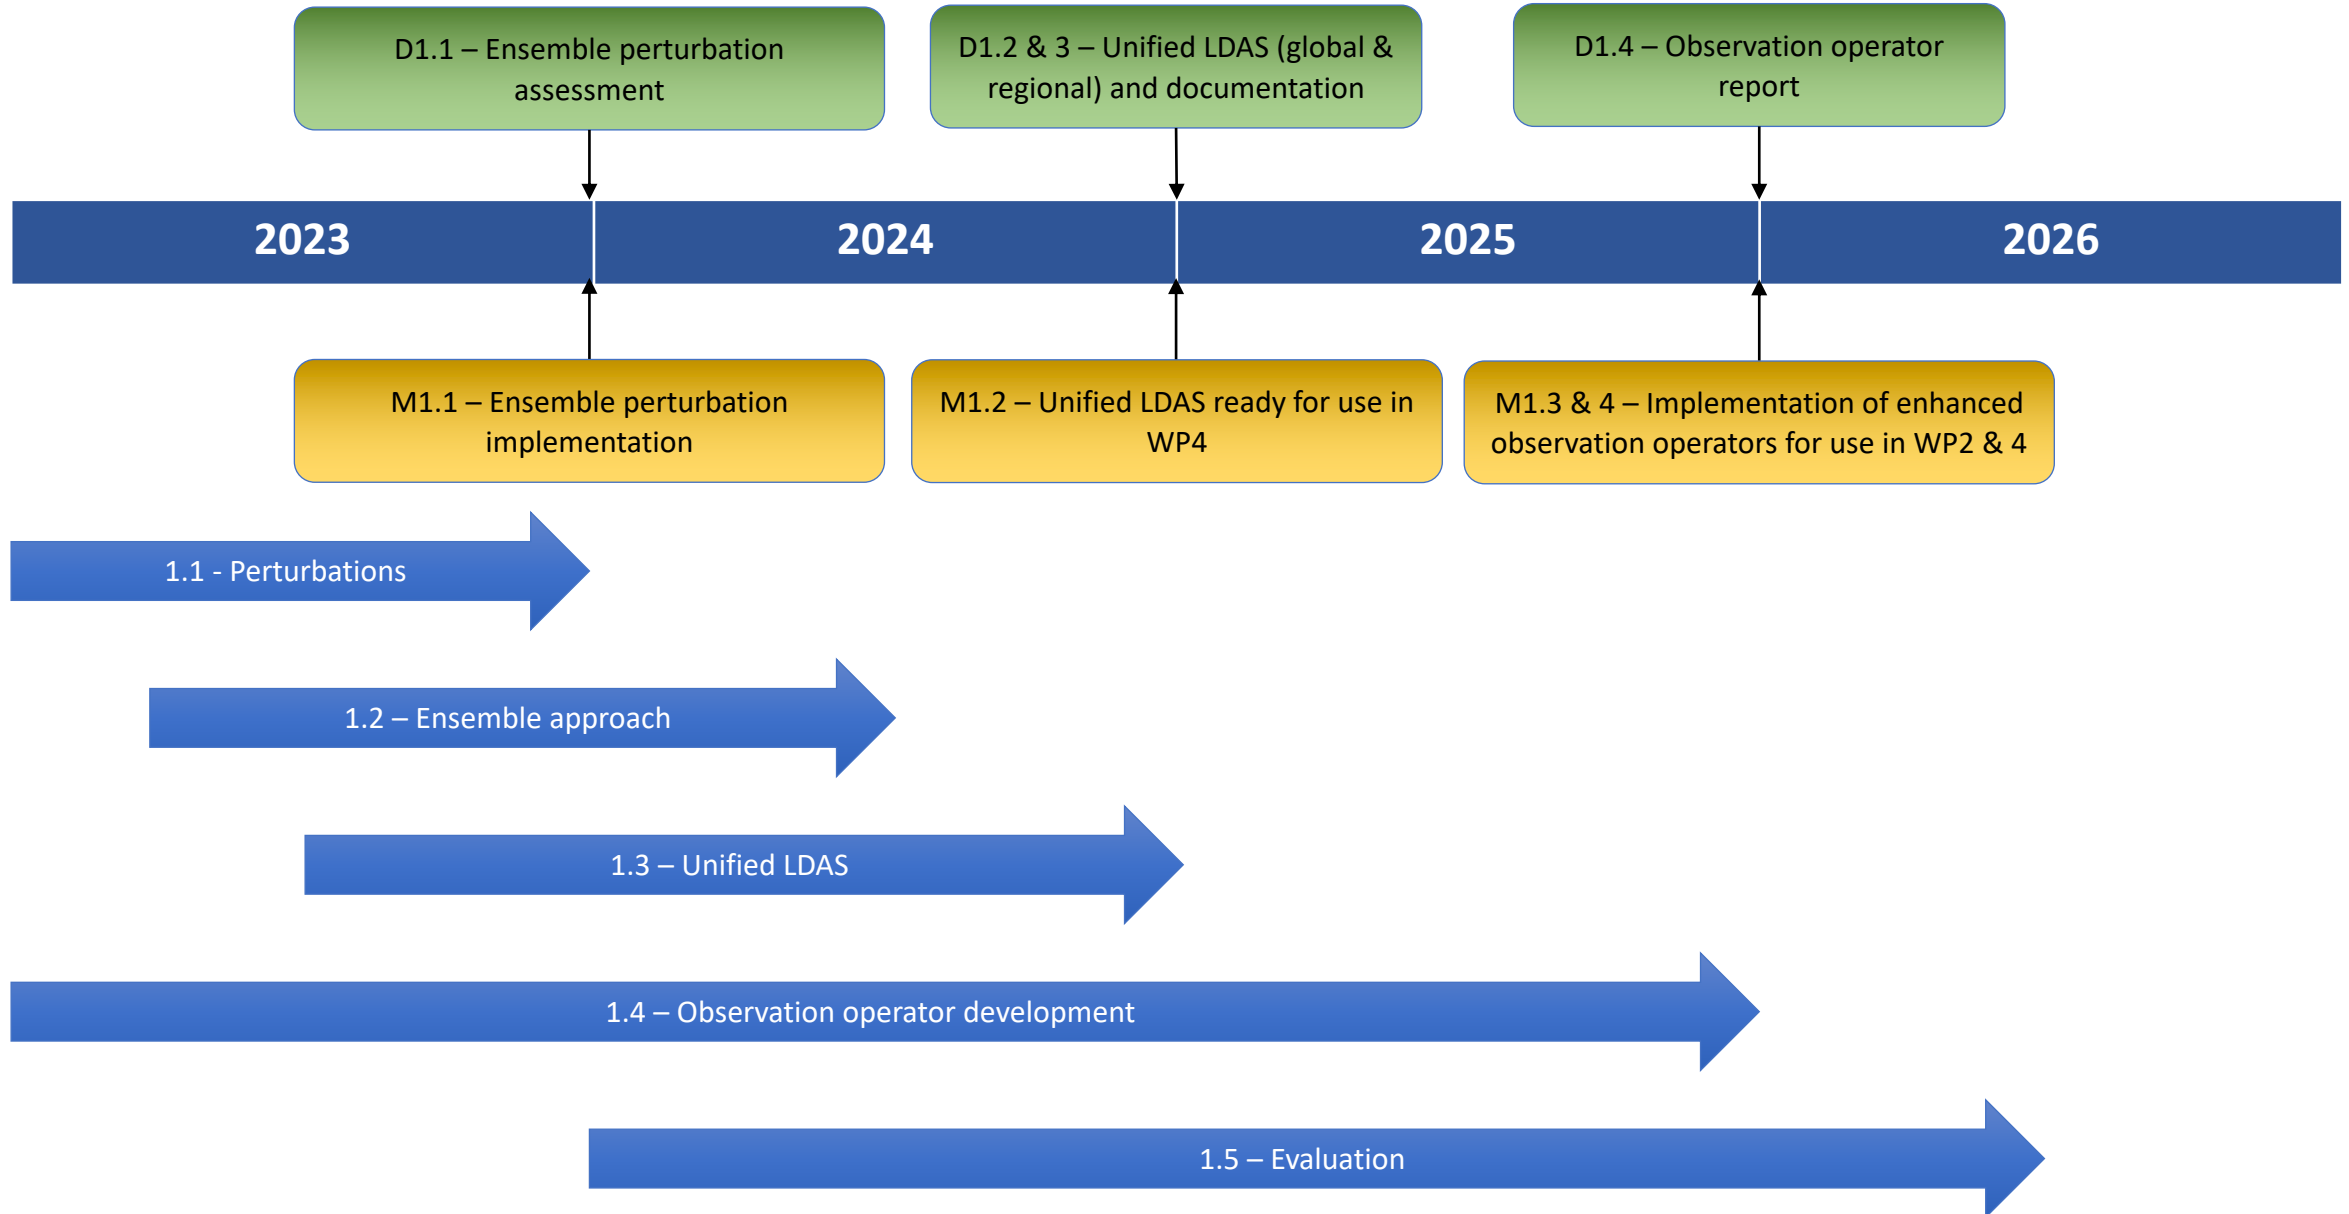 D1.1 – Ensemble perturbation
assessment
D1.2 & 3 – Unified LDAS (global &
regional) and documentation
D1.4 – Observation operator
report
2023
2024
2025
2026
M1.1 – Ensemble perturbation
implementation
M1.2 – Unified LDAS ready for use in
WP4
M1.3 & 4 – Implementation of enhanced
observation operators for use in WP2 & 4
1.1 - Perturbations
1.2 – Ensemble approach
1.3 – Unified LDAS
1.4 – Observation operator development
1.5 – Evaluation